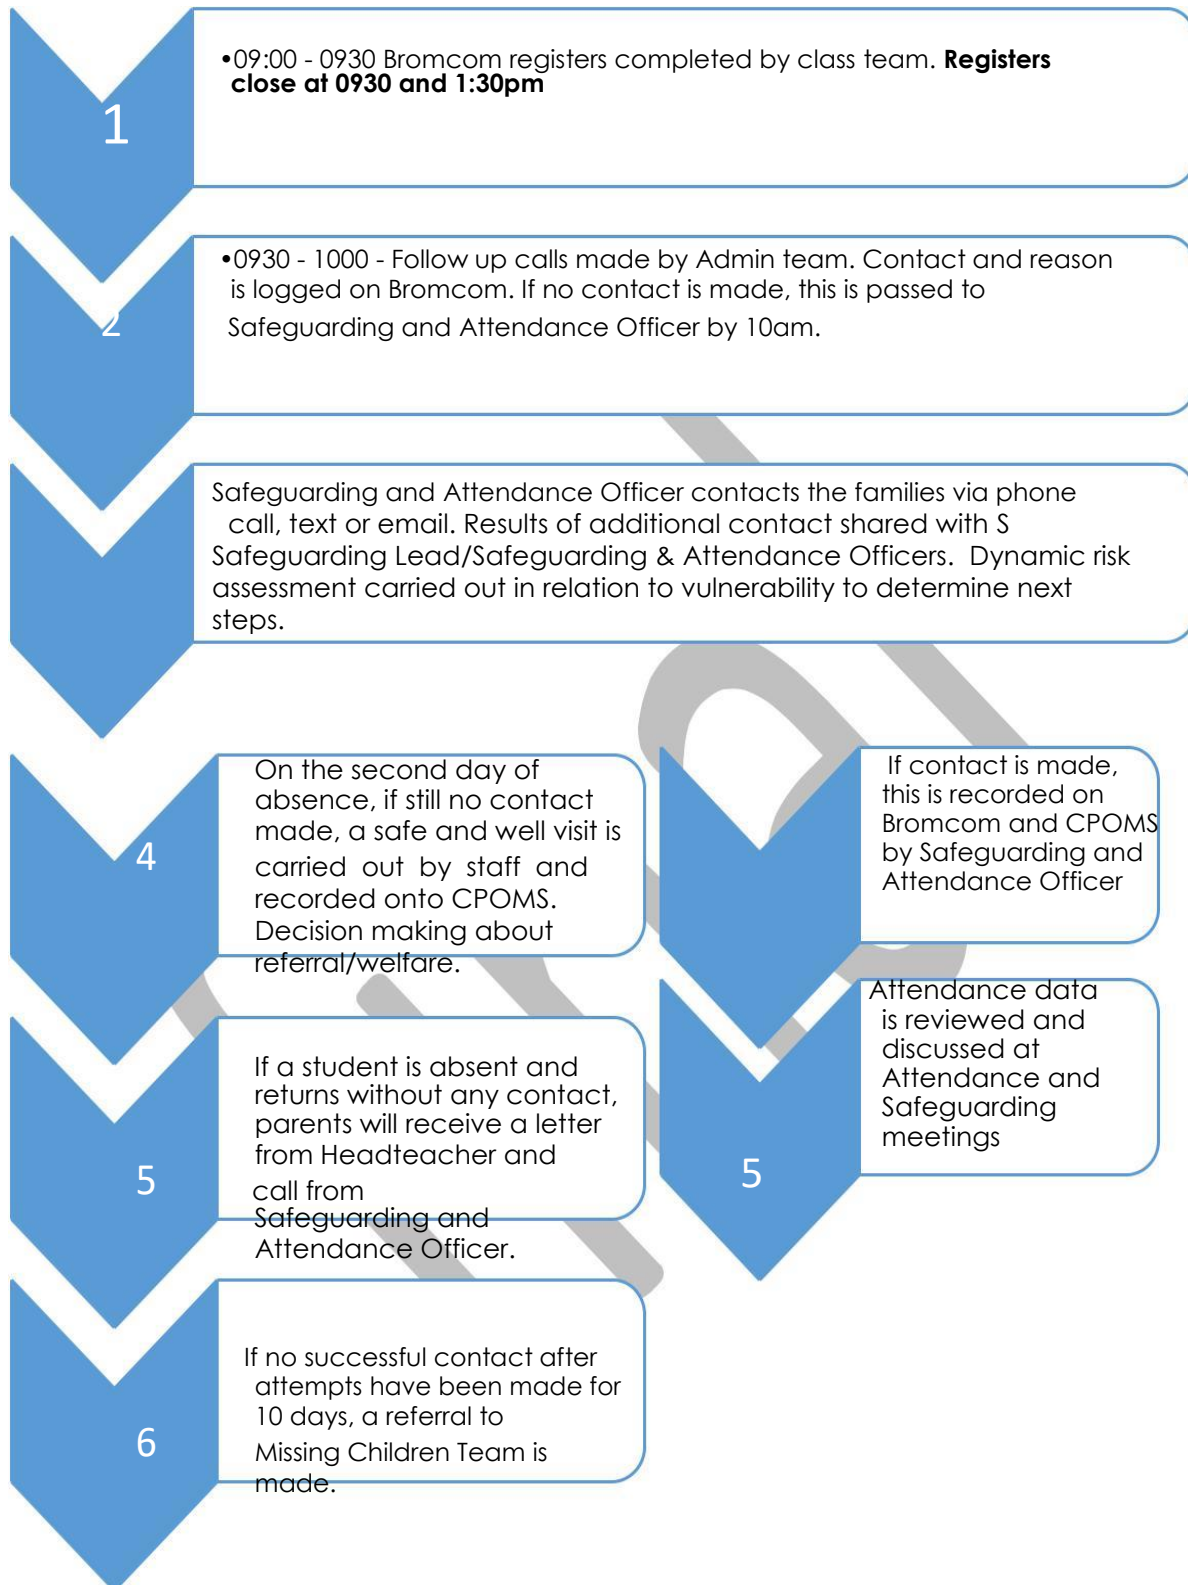 1
•09:00 - 0930 Bromcom registers completed by class team. Registers
close at 0930 and 1:30pm
2
•0930 - 1000 - Follow up calls made by Admin team. Contact and reason
is logged on Bromcom. If no contact is made, this is passed to
Safeguarding and Attendance Officer by 10am.
Safeguarding and Attendance Officer contacts the families via phone
call, text or email. Results of additional contact shared with S
Safeguarding Lead/Safeguarding & Attendance Officers. Dynamic risk
assessment carried out in relation to vulnerability to determine next
steps.
4
On the second day of
absence, if still no contact
made, a safe and well visit is
carried out by staff and
recorded onto CPOMS.
Decision making about
referral/welfare.
If contact is made,
this is recorded on
Bromcom and CPOMS
by Safeguarding and
Attendance Officer
5
If a student is absent and
returns without any contact,
parents will receive a letter
from Headteacher and
call from
Safeguarding and
Attendance Officer.
5
Attendance data
is reviewed and
discussed at
Attendance and
Safeguarding
meetings
6
If no successful contact after
attempts have been made for
10 days, a referral to
Missing Children Team is
made.